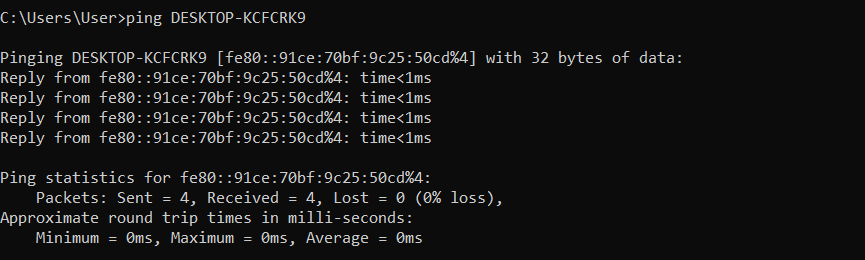 C:\Users\User>ping DESKTOP-KCFCRK9
Pinging DESKTOP-KCFCRK9 [fe80::91ce:70bf:9c25:50cd%4] with 32 bytes of data:
Reply from fe80::91ce:70bf:9c25:50cd%4: time<1ms
Reply from fe80::91ce:70bf:9c25:50cd%4: time<1ms
Reply from fe80::91ce:70bf:9c25:50cd%4: time<1ms
Reply from fe80::91ce:70bf:9c25:50cd%4: time<1ms
Ping statistics for fe80::91ce:70bf:9c25:50cd%4:
    Packets: Sent = 4, Received = 4, Lost = 0 (0% loss),
Approximate round trip times in milli-seconds:
    Minimum = 0ms, Maximum = 0ms, Average = 0ms